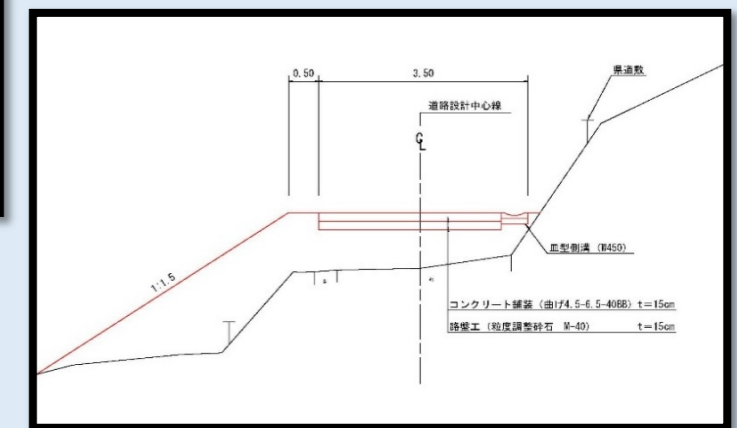 0.50
3.50
県道敷
道路設計中心線
℄
1:1.5
皿型側溝 (W450)
コンクリート舗装 (曲げ4.5-6.5-40BB) t=15cm
路盤工 (粒度調整砕石 M-40) t=15cm